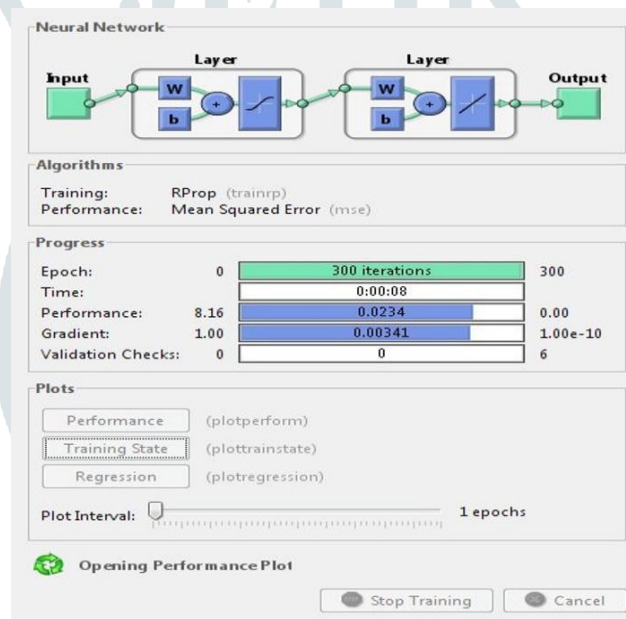 Neural Network
Layer Layer
Input W b + W b + Output
Algorithms
Training: RProp (trainrp)
Performance: Mean Squared Error (mse)
Progress
Epoch: 0 300 iterations 300
Time: 0:00:08
Performance: 8.16 0.0234 0.00
Gradient: 1.00 0.00341 1.00e-10
Validation Checks: 0 0 6
Plots
Performance (plotperform)
Training State (plottrainstate)
Regression (plotregression)
Plot Interval: 1 epochs
Opening Performance Plot
Stop Training Cancel